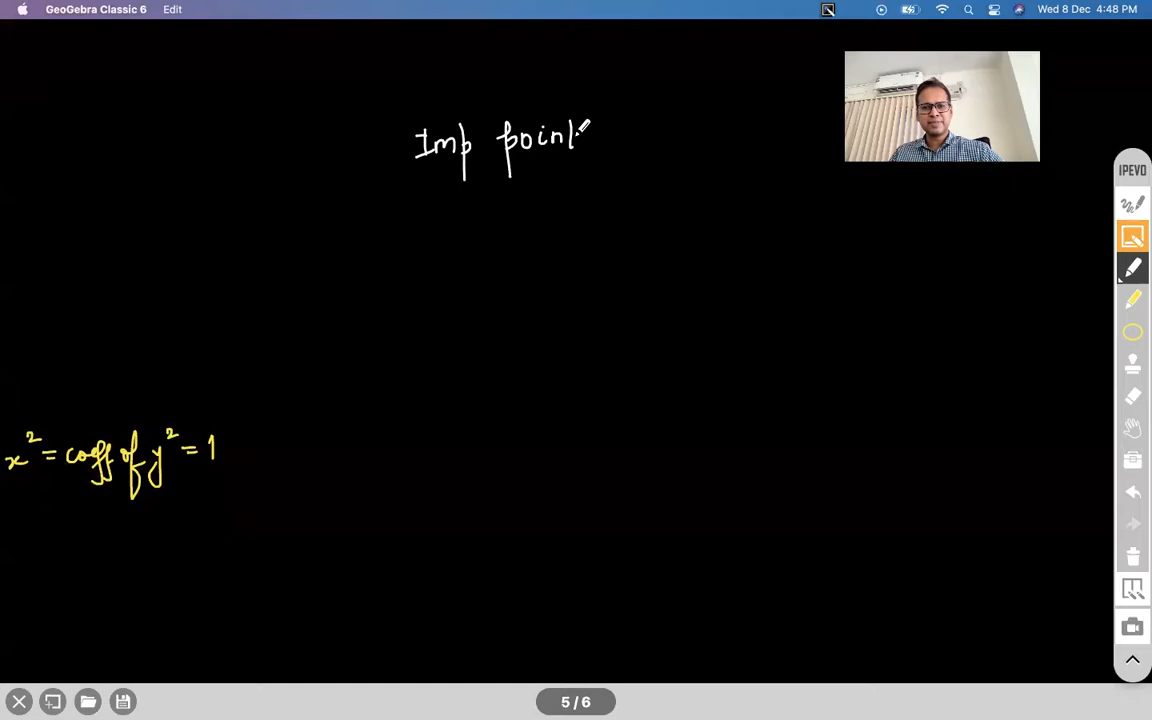 GeoGebra Classic 6 Edit Wed 8 Dec 4:48 PM
Imp point
IPEVO
x² = coeff of y² = 1
5 / 6